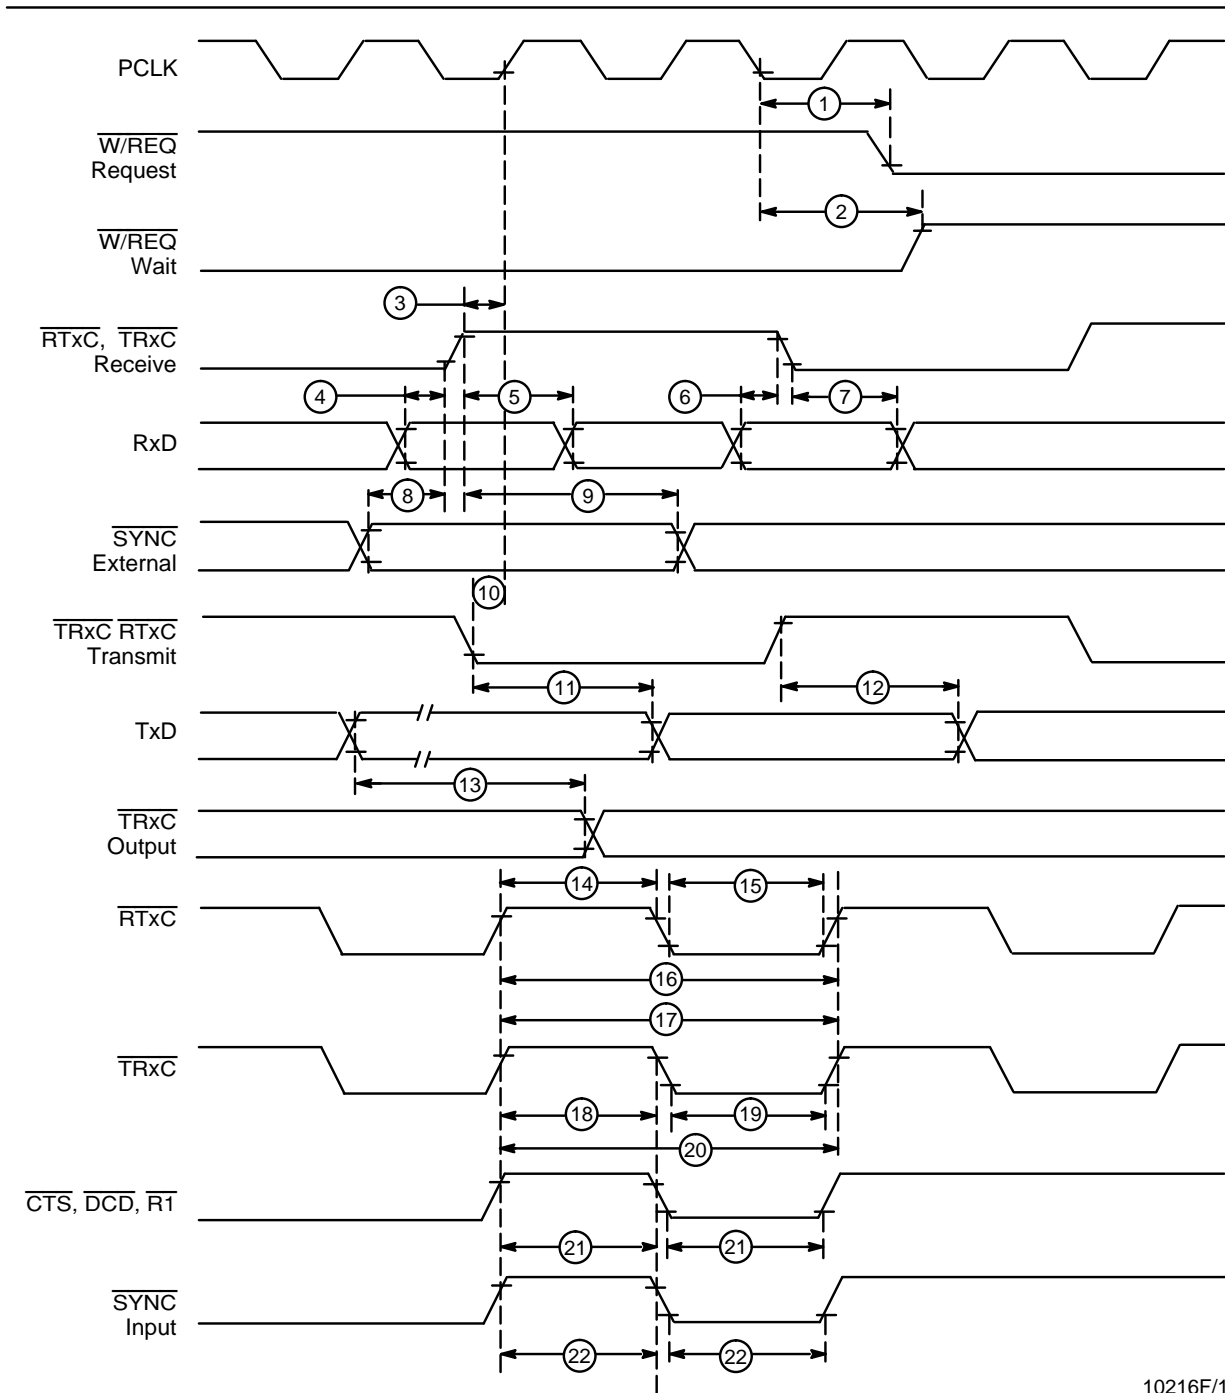 PCLK
1
W/REQ
Request
2
W/REQ
Wait
3
RTxC, TRxC
Receive
4
5
6
7
RxD
8
9
SYNC
External
10
TRxC RTxC
Transmit
11
12
TxD
13
TRxC
Output
14
15
RTxC
16
17
TRxC
18
19
20
CTS, DCD, R1
21
21
SYNC
Input
22
22
10216F/1